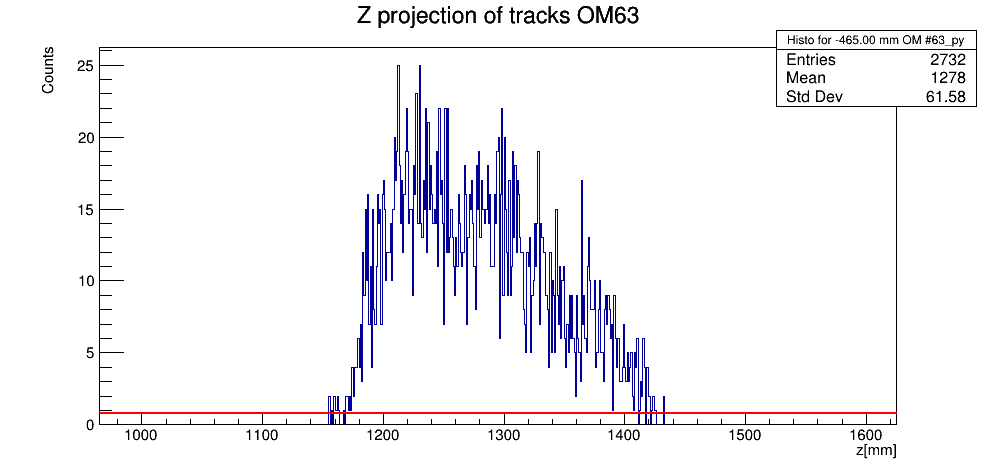 Z projection of tracks OM63
Histo for -465.00 mm OM #63_py
Entries 2732
Mean 1278
Std Dev 61.58
Counts
25
20
15
10
5
0
1000 1100 1200 1300 1400 1500 1600
z[mm]